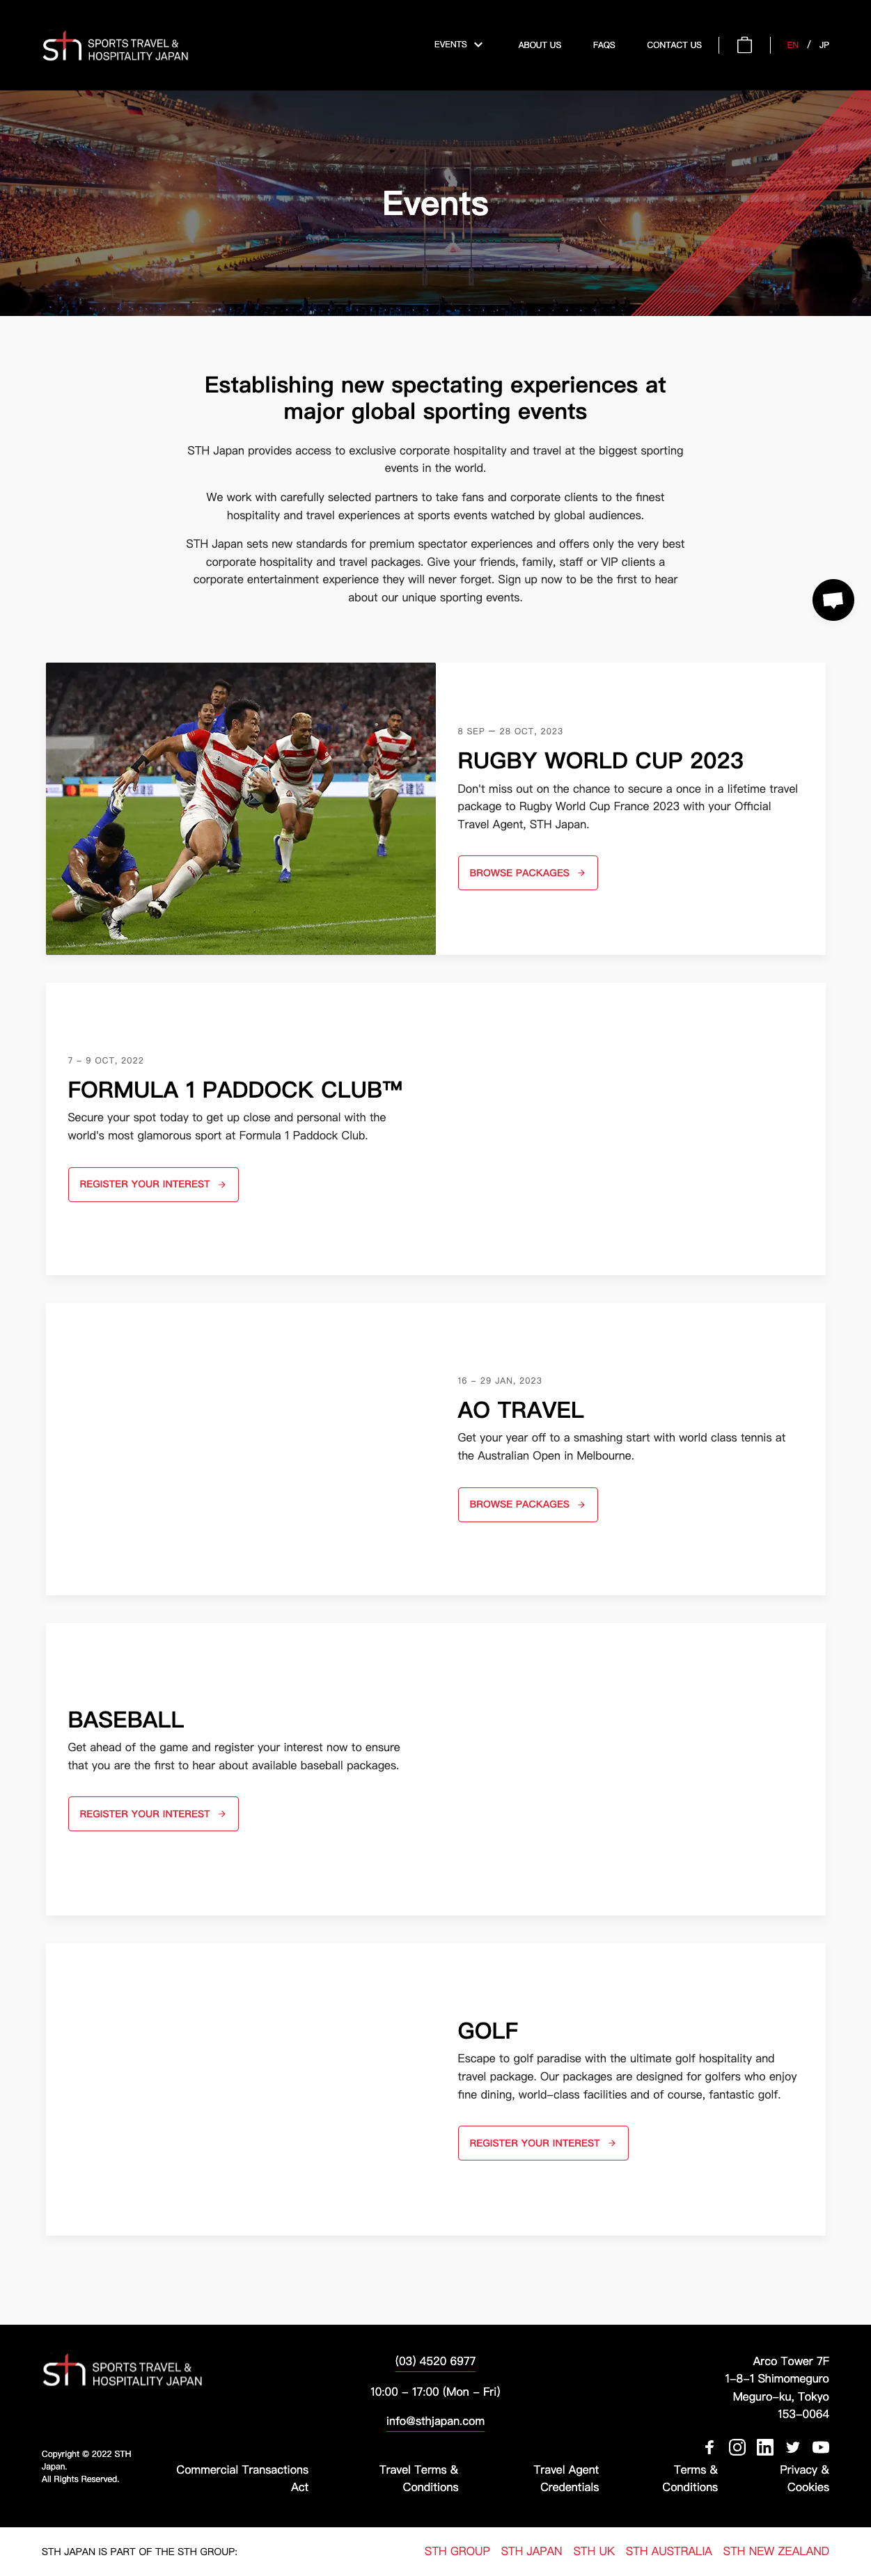 sth SPORTS TRAVEL &
HOSPITALITY JAPAN
EVENTS
ABOUT US
FAQS
CONTACT US
EN / JP
Events
Establishing new spectating experiences at
major global sporting events
STH Japan provides access to exclusive corporate hospitality and travel at the biggest sporting
events in the world.
We work with carefully selected partners to take fans and corporate clients to the finest
hospitality and travel experiences at sports events watched by global audiences.
STH Japan sets new standards for premium spectator experiences and offers only the very best
corporate hospitality and travel packages. Give your friends, family, staff or VIP clients a
corporate entertainment experience they will never forget. Sign up now to be the first to hear
about our unique sporting events.
8 SEP — 28 OCT, 2023
RUGBY WORLD CUP 2023
Don't miss out on the chance to secure a once in a lifetime travel
package to Rugby World Cup France 2023 with your Official
Travel Agent, STH Japan.
BROWSE PACKAGES →
7 – 9 OCT, 2022
FORMULA 1 PADDOCK CLUB™
Secure your spot today to get up close and personal with the
world's most glamorous sport at Formula 1 Paddock Club.
REGISTER YOUR INTEREST →
16 – 29 JAN, 2023
AO TRAVEL
Get your year off to a smashing start with world class tennis at
the Australian Open in Melbourne.
BROWSE PACKAGES →
BASEBALL
Get ahead of the game and register your interest now to ensure
that you are the first to hear about available baseball packages.
REGISTER YOUR INTEREST →
GOLF
Escape to golf paradise with the ultimate golf hospitality and
travel package. Our packages are designed for golfers who enjoy
fine dining, world-class facilities and of course, fantastic golf.
REGISTER YOUR INTEREST →
sth SPORTS TRAVEL &
HOSPITALITY JAPAN
(03) 4520 6977
10:00 – 17:00 (Mon – Fri)
info@sthjapan.com
Arco Tower 7F
1-8-1 Shimomeguro
Meguro-ku, Tokyo
153-0064
Copyright © 2022 STH
Japan.
All Rights Reserved.
Commercial Transactions
Act
Travel Terms &
Conditions
Travel Agent
Credentials
Terms &
Conditions
Privacy &
Cookies
STH JAPAN IS PART OF THE STH GROUP:
STH GROUP STH JAPAN STH UK STH AUSTRALIA STH NEW ZEALAND